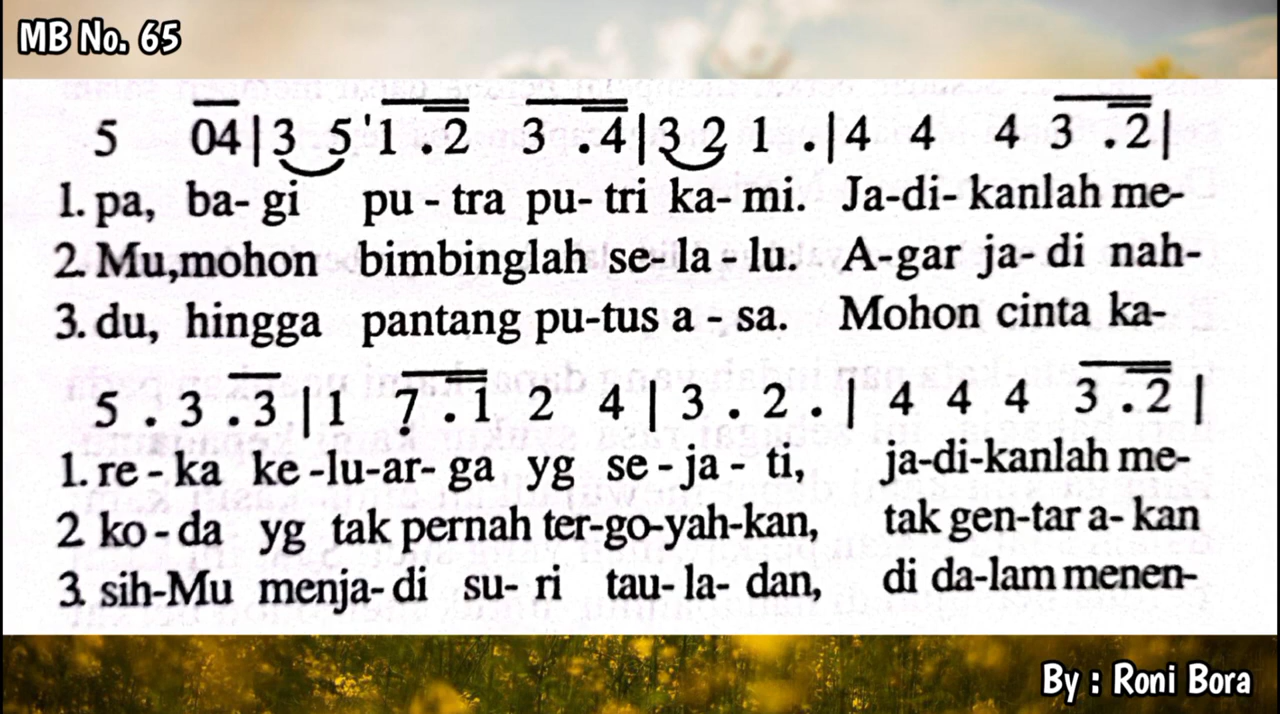 MB No. 65
5 04 | 3 5 ' 1 . 2 3 . 4 | 3 2 1 . | 4 4 4 3 . 2 |
1. pa, ba- gi pu - tra pu- tri ka- mi. Ja-di- kanlah me-
2. Mu,mohon bimbinglah se- la - lu. A-gar ja- di nah-
3. du, hingga pantang pu-tus a - sa. Mohon cinta ka-
5 . 3 . 3 | 1 7 . 1 2 4 | 3 . 2 . | 4 4 4 3 . 2 |
1. re - ka ke -lu-ar- ga yg se - ja - ti, ja-di-kanlah me-
2 ko - da yg tak pernah ter-go-yah-kan, tak gen-tar a- kan
3. sih-Mu menja- di su- ri tau- la- dan, di da-lam menen-
By : Roni Bora